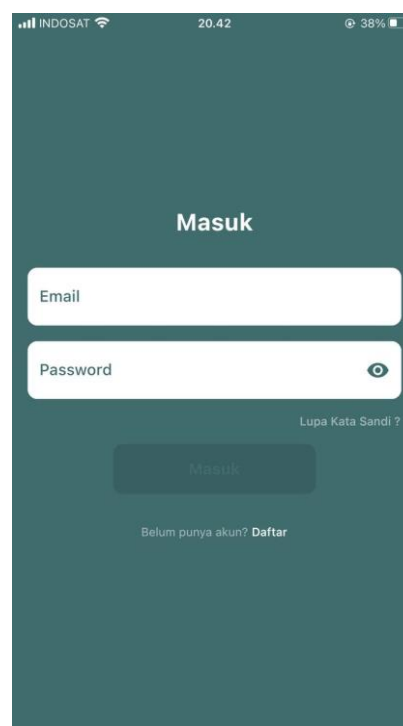 INDOSAT 20.42 38%
Masuk
Email
Password
Lupa Kata Sandi ?
Masuk
Belum punya akun? Daftar